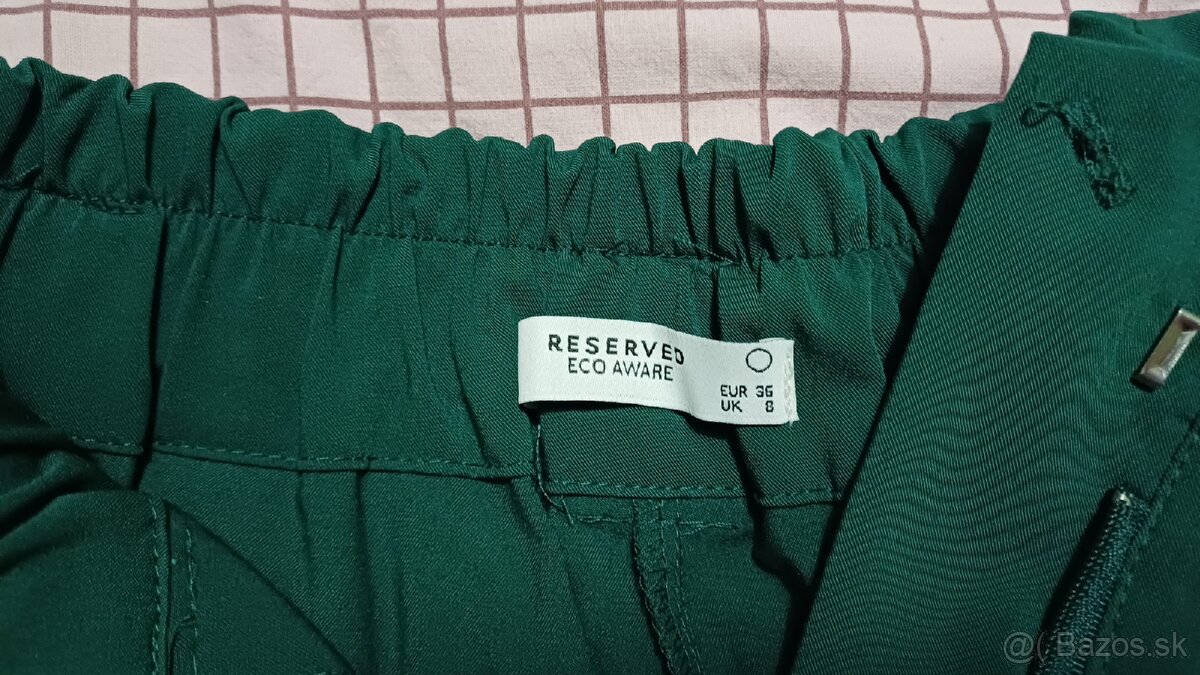 RESERVED
ECO AWARE
EUR 36
UK 8
@( Bazos.sk